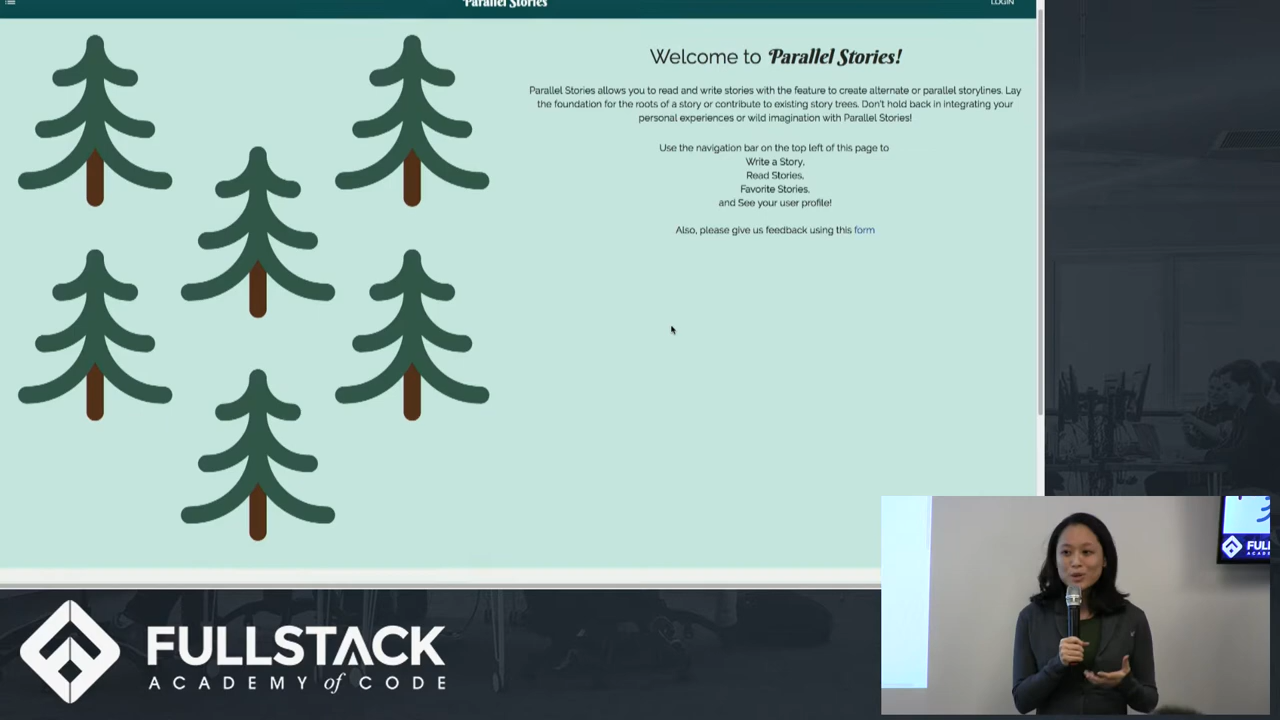 Parallel Stories
LOGIN
Welcome to Parallel Stories!
Parallel Stories allows you to read and write stories with the feature to create alternate or parallel storylines. Lay
the foundation for the roots of a story or contribute to existing story trees. Don't hold back in integrating your
personal experiences or wild imagination with Parallel Stories!
Use the navigation bar on the top left of this page to
Write a Story,
Read Stories,
Favorite Stories,
and See your user profile!
Also, please give us feedback using this form
FULLSTACK
ACADEMY of CODE